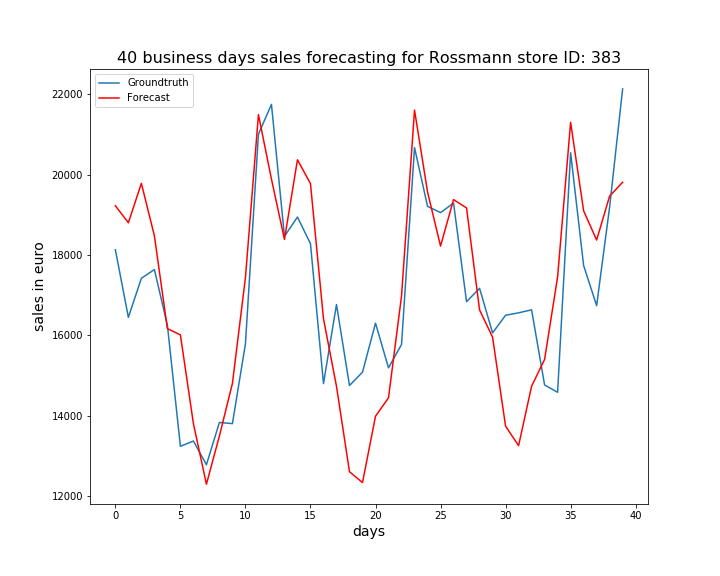 40 business days sales forecasting for Rossmann store ID: 383
Groundtruth
Forecast
22000
20000
18000
16000
14000
12000
sales in euro
0 5 10 15 20 25 30 35 40
days